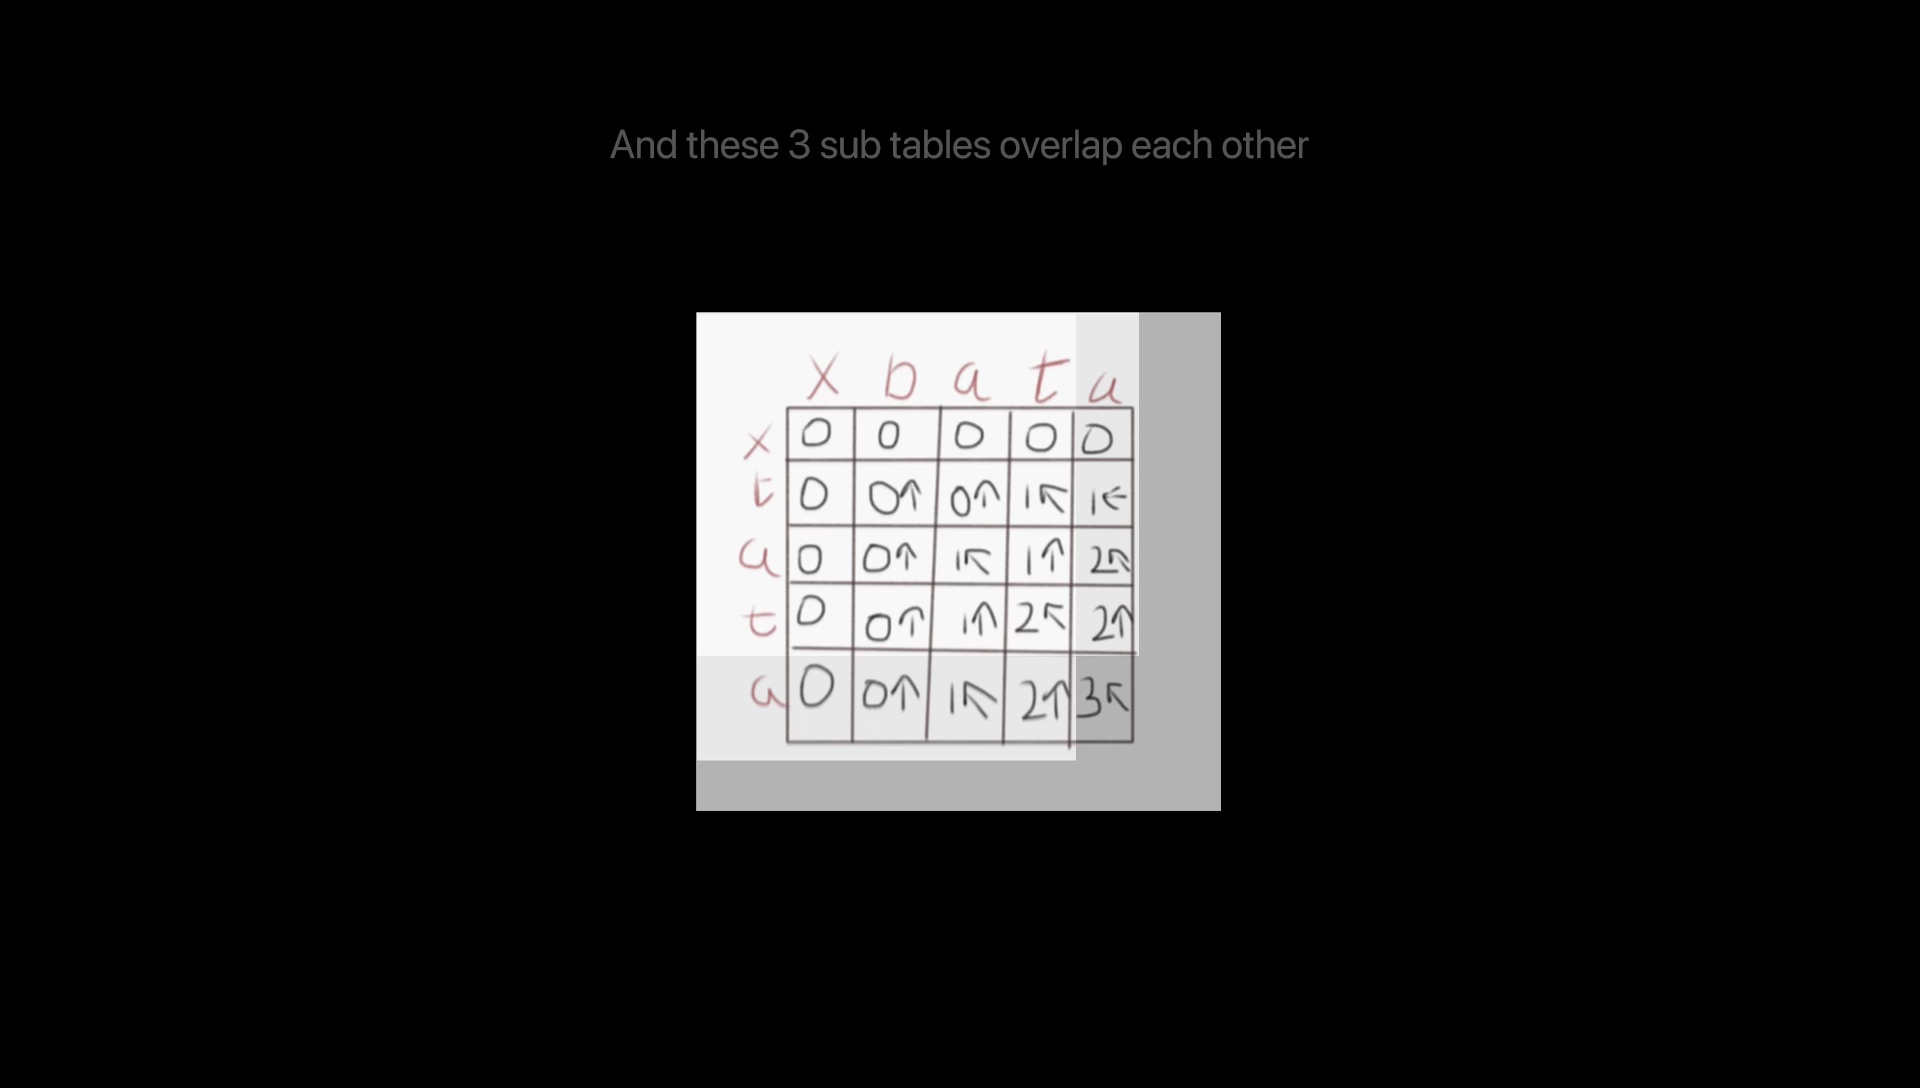 And these 3 sub tables overlap each other
x b a t a
x 0 0 0 0 0
t 0 0↑ 0↑ 1↖ 1←
a 0 0↑ 1↖ 1↑ 2↖
t 0 0↑ 1↑ 2↖ 2↑
a 0 0↑ 1↖ 2↑ 3↖